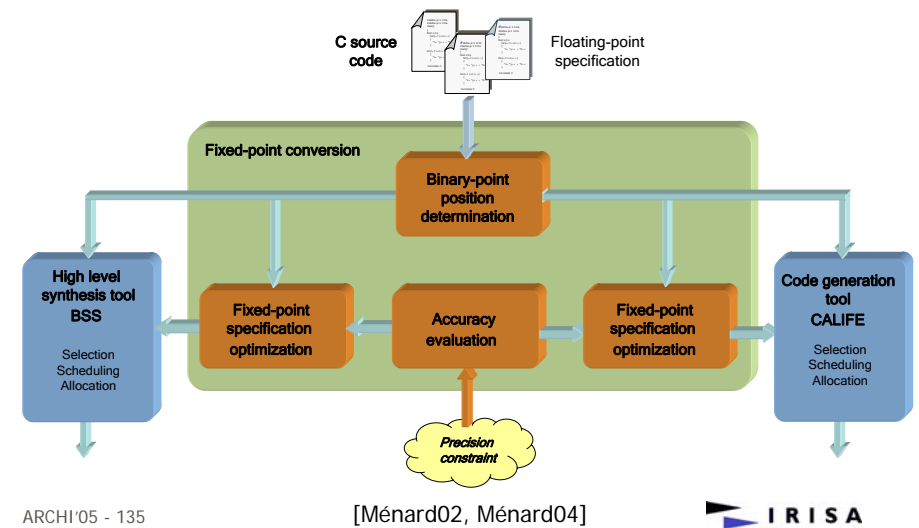 C source
code
Floating-point
specification
Fixed-point conversion
Binary-point
position
determination
High level
synthesis tool
BSS
Selection
Scheduling
Allocation
Fixed-point
specification
optimization
Accuracy
evaluation
Fixed-point
specification
optimization
Code generation
tool
CALIFE
Selection
Scheduling
Allocation
Precision
constraint
ARCHI'05 - 135
[Ménard02, Ménard04]
IRISA